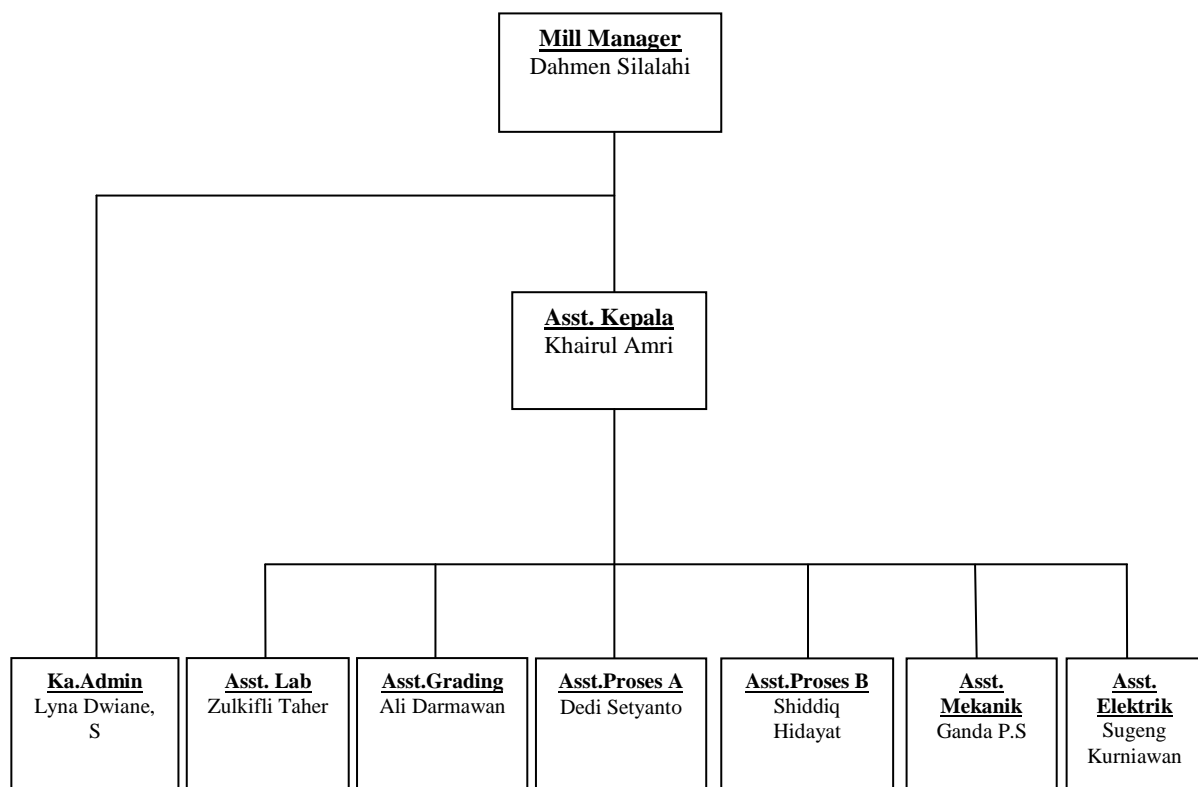 Mill Manager
Dahmen Silalahi
Asst. Kepala
Khairul Amri
Ka.Admin
Lyna Dwiane,
S
Asst. Lab
Zulkifli Taher
Asst.Grading
Ali Darmawan
Asst.Proses A
Dedi Setyanto
Asst.Proses B
Shiddiq
Hidayat
Asst.
Mekanik
Ganda P.S
Asst.
Elektrik
Sugeng
Kurniawan